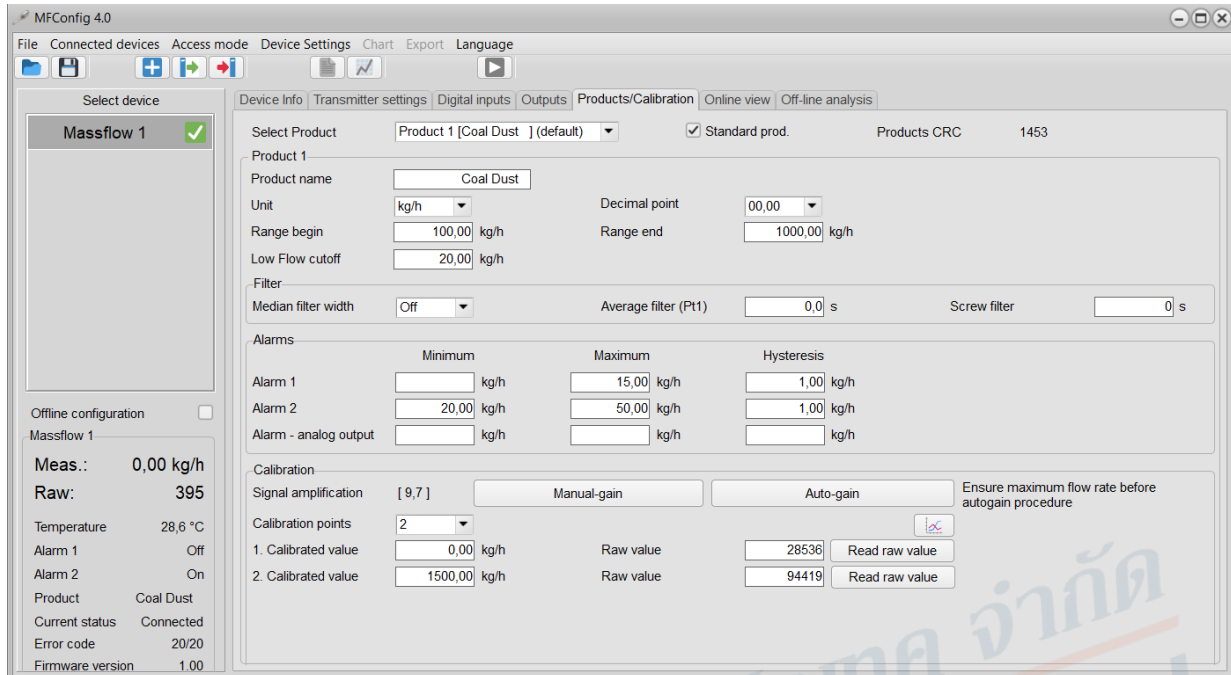 MFConfig 4.0
File Connected devices Access mode Device Settings Chart Export Language
Select device
Massflow 1
Device Info Transmitter settings Digital inputs Outputs Products/Calibration Online view Off-line analysis
Select Product Product 1 [Coal Dust ] (default) Standard prod. Products CRC 1453
Product 1
Product name Coal Dust
Unit kg/h Decimal point 00,00
Range begin 100,00 kg/h Range end 1000,00 kg/h
Low Flow cutoff 20,00 kg/h
Filter
Median filter width Off Average filter (Pt1) 0,0 s Screw filter 0 s
Alarms
Minimum Maximum Hysteresis
Alarm 1 kg/h 15,00 kg/h 1,00 kg/h
Alarm 2 20,00 kg/h 50,00 kg/h 1,00 kg/h
Alarm - analog output kg/h kg/h kg/h
Calibration
Signal amplification [ 9,7 ] Manual-gain Auto-gain Ensure maximum flow rate before
autogain procedure
Calibration points 2
1. Calibrated value 0,00 kg/h Raw value 28536 Read raw value
2. Calibrated value 1500,00 kg/h Raw value 94419 Read raw value
Offline configuration
Massflow 1
Meas.: 0,00 kg/h
Raw: 395
Temperature 28,6 °C
Alarm 1 Off
Alarm 2 On
Product Coal Dust
Current status Connected
Error code 20/20
Firmware version 1.00
จำกัด